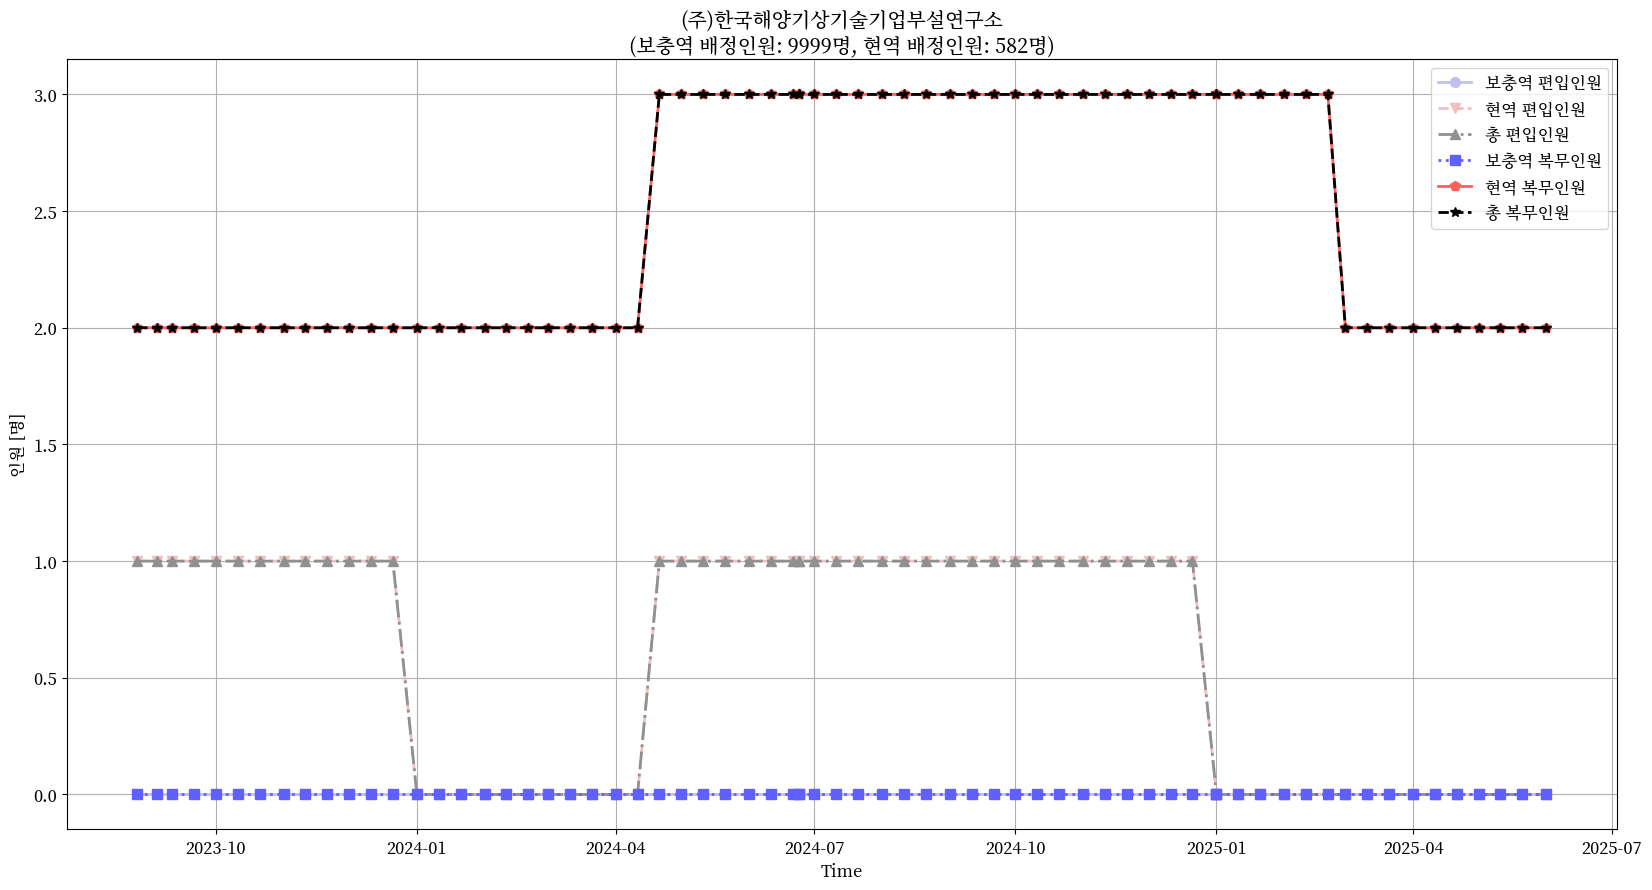 (주)한국해양기상기술기업부설연구소
(보충역 배정인원: 9999명, 현역 배정인원: 582명)
보충역 편입인원
현역 편입인원
총 편입인원
보충역 복무인원
현역 복무인원
총 복무인원
인원 [명]
3.0
2.5
2.0
1.5
1.0
0.5
0.0
2023-10
2024-01
2024-04
2024-07
2024-10
2025-01
2025-04
2025-07
Time